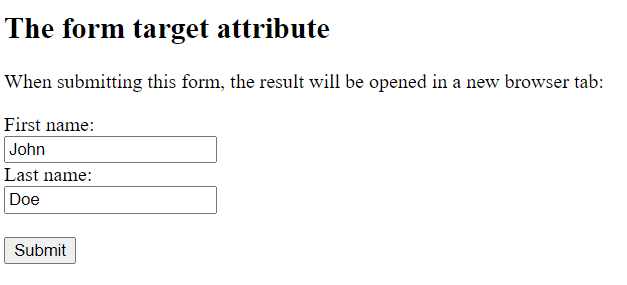 The form target attribute
When submitting this form, the result will be opened in a new browser tab:
First name:
John
Last name:
Doe
Submit